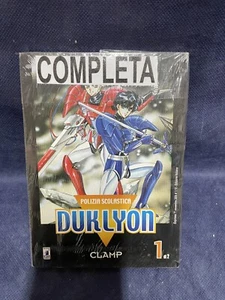 COMPLETA
POLIZIA SCOLASTICA
DUKLYON
CLAMP
1